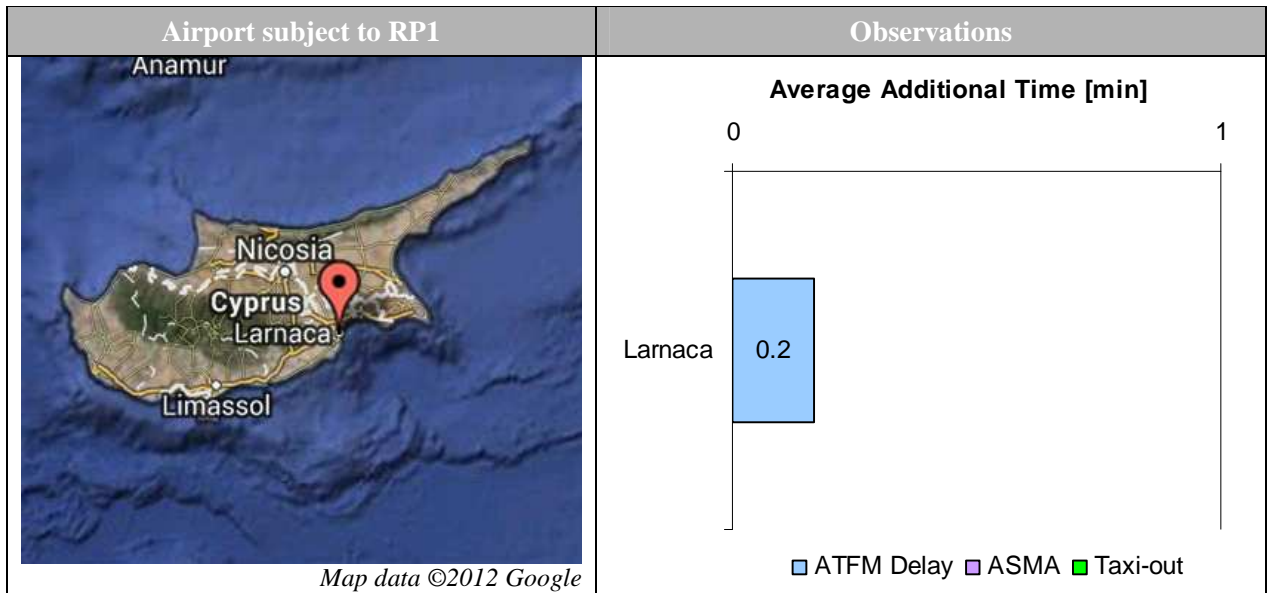 Airport subject to RP1
Observations
Anamur
Nicosia
Cyprus
Larnaca
Limassol
Map data ©2012 Google
Average Additional Time [min]
0 1
Larnaca 0.2
ATFM Delay ASMA Taxi-out